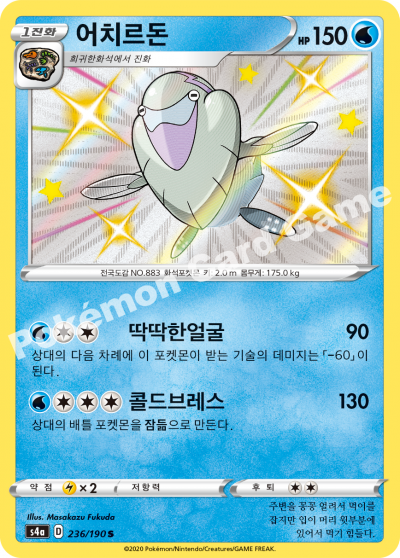 1진화
어치르돈
HP 150
희귀한화석에서 진화
전국도감 NO.883 화석포켓몬 키: 2.0 m 몸무게: 175.0 kg
Pokémon Card Game
딱딱한얼굴 90
상대의 다음 차례에 이 포켓몬이 받는 기술의 데미지는 「-60」이
된다.
콜드브레스 130
상대의 배틀 포켓몬을 잠듦으로 만든다.
약점 ×2 저항력 후퇴
Illus. Masakazu Fukuda
s4a D 236/190 S
주변을 꽁꽁 얼려서 먹이를
잡지만 입이 머리 윗부분에
있어서 먹기 힘들다.
©2020 Pokémon/Nintendo/Creatures/GAME FREAK.